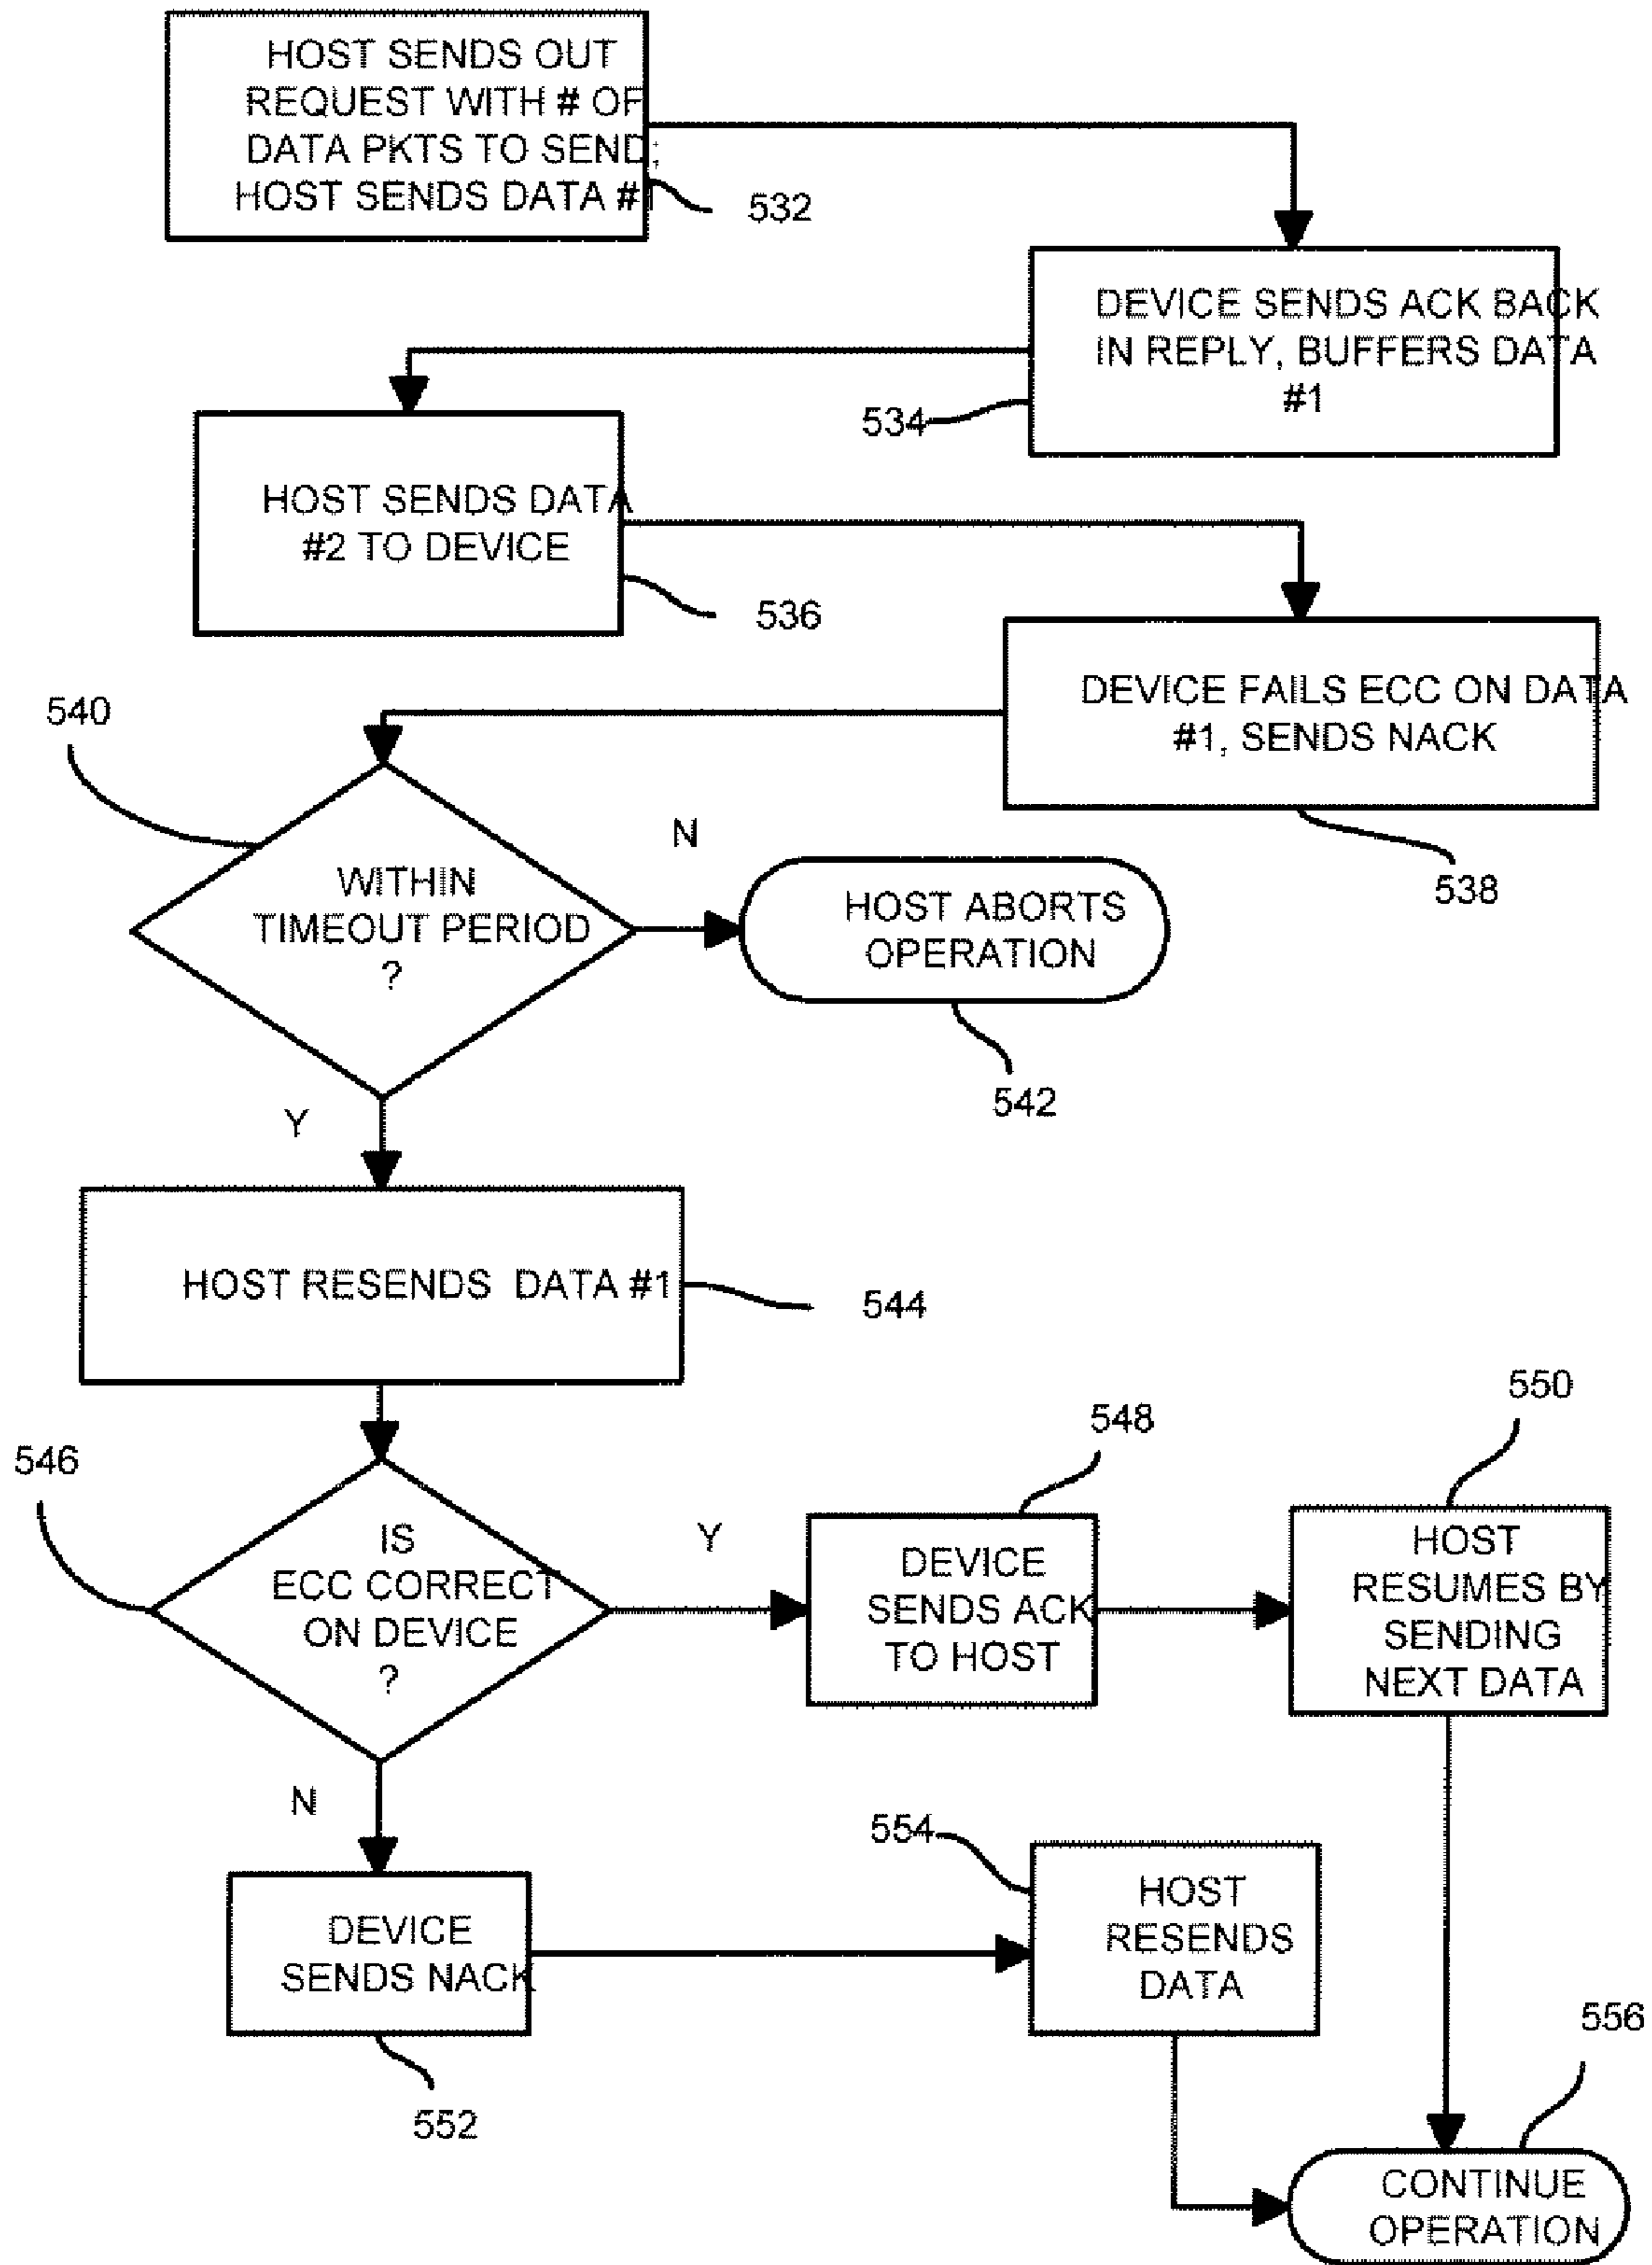 HOST SENDS OUT
REQUEST WITH # OF
DATA PKTS TO SEND;
HOST SENDS DATA #1
532
DEVICE SENDS ACK BACK
IN REPLY, BUFFERS DATA
#1
534
HOST SENDS DATA
#2 TO DEVICE
536
DEVICE FAILS ECC ON DATA
#1, SENDS NACK
538
540
WITHIN
TIMEOUT PERIOD
?
N
HOST ABORTS
OPERATION
542
Y
HOST RESENDS DATA #1
544
546
IS
ECC CORRECT
ON DEVICE
?
Y
548
DEVICE
SENDS ACK
TO HOST
550
HOST
RESUMES BY
SENDING
NEXT DATA
N
DEVICE
SENDS NACK
552
554
HOST
RESENDS
DATA
556
CONTINUE
OPERATION